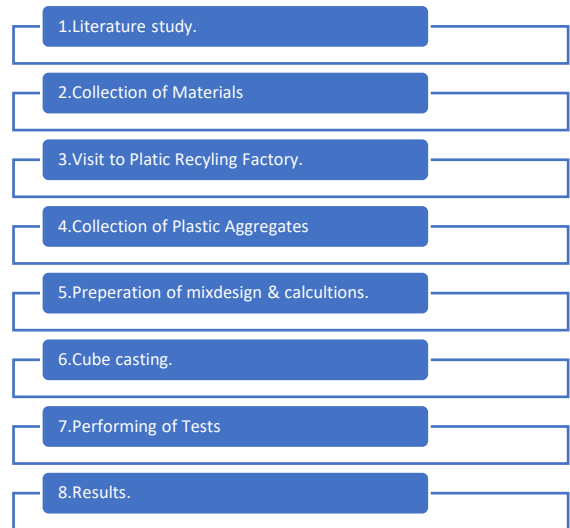 1.Literature study.
2.Collection of Materials
3.Visit to Platic Recyling Factory.
4.Collection of Plastic Aggregates
5.Preperation of mixdesign & calcultions.
6.Cube casting.
7.Performing of Tests
8.Results.